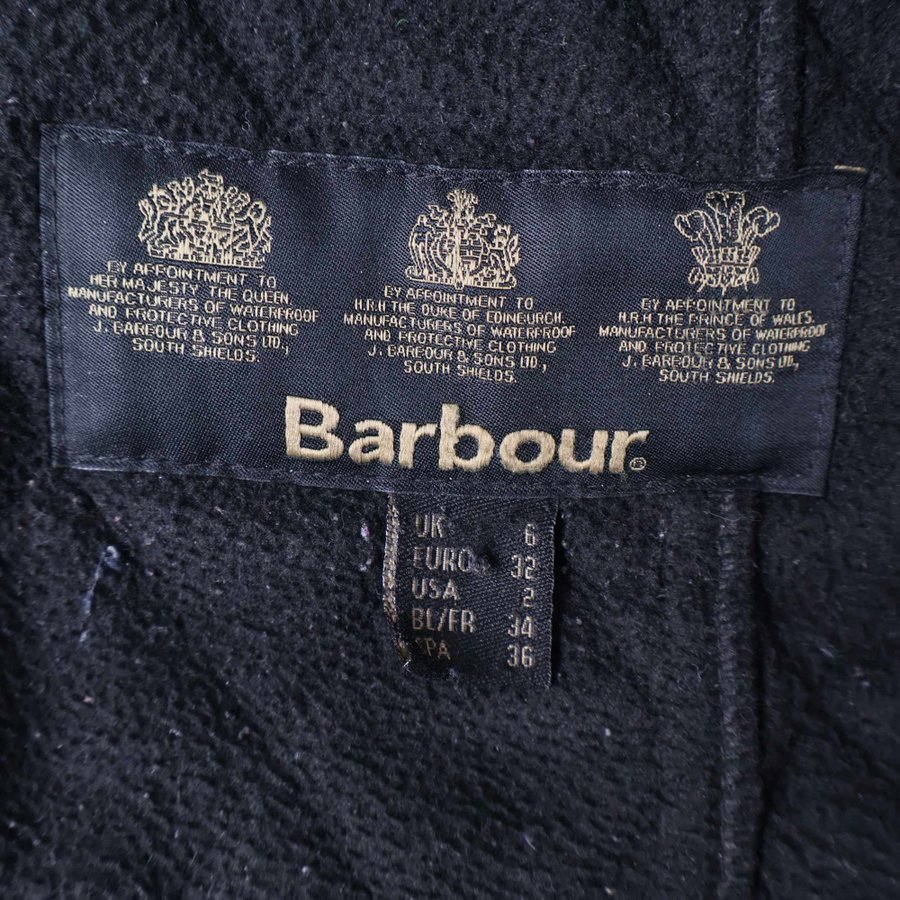 BY APPOINTMENT TO
HER MAJESTY THE QUEEN
MANUFACTURERS OF WATERPROOF
AND PROTECTIVE CLOTHING
J. BARBOUR & SONS LTD.,
SOUTH SHIELDS.
BY APPOINTMENT TO
H.R.H THE DUKE OF EDINBURGH.
MANUFACTURERS OF WATERPROOF
AND PROTECTIVE CLOTHING
J. BARBOUR & SONS LTD,
SOUTH SHIELDS.
BY APPOINTMENT TO
H.R.H THE PRINCE OF WALES.
MANUFACTURERS OF WATERPROOF
AND PROTECTIVE CLOTHING
J. BARBOUR & SONS LTD.,
SOUTH SHIELDS.
Barbour®
UK 6
EURO 32
USA 2
BL/FR 34
SPA 36